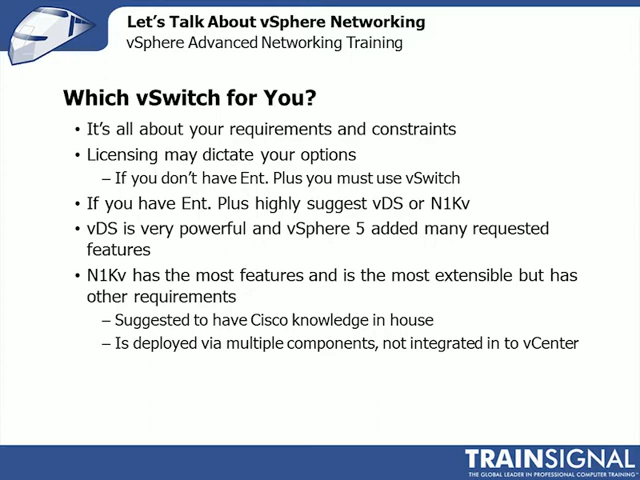 Let's Talk About vSphere Networking
vSphere Advanced Networking Training
Which vSwitch for You?
• It's all about your requirements and constraints
• Licensing may dictate your options
– If you don't have Ent. Plus you must use vSwitch
• If you have Ent. Plus highly suggest vDS or N1Kv
• vDS is very powerful and vSphere 5 added many requested
features
• N1Kv has the most features and is the most extensible but has
other requirements
– Suggested to have Cisco knowledge in house
– Is deployed via multiple components, not integrated in to vCenter
TRAINSIGNAL
THE GLOBAL LEADER IN PROFESSIONAL COMPUTER TRAINING™